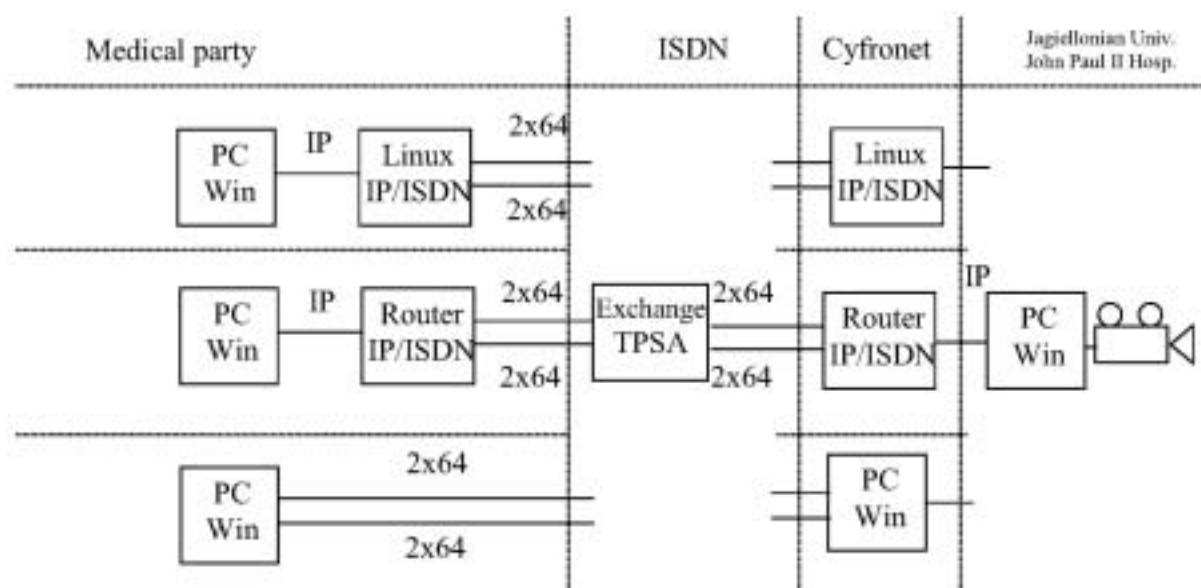 Medical party
ISDN
Cyfronet
Jagiellonian Univ.
John Paul II Hosp.
PC
Win
IP
Linux
IP/ISDN
2x64
2x64
Linux
IP/ISDN
PC
Win
IP
Router
IP/ISDN
2x64
2x64
Exchange
TPSA
2x64
2x64
Router
IP/ISDN
IP
PC
Win
PC
Win
2x64
2x64
PC
Win